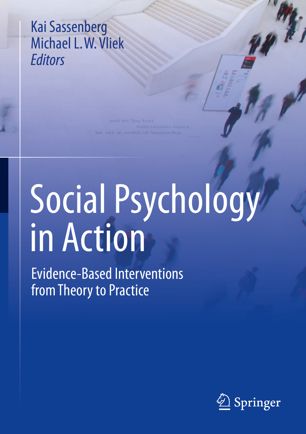 Kai Sassenberg
Michael L. W. Vliek
Editors
Social Psychology
in Action
Evidence-Based Interventions
from Theory to Practice
Springer